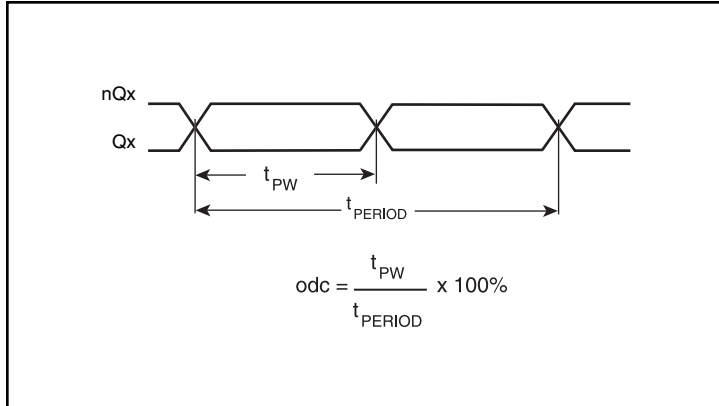 nQx
Qx
tPW
tPERIOD
odc = tPW / tPERIOD x 100%